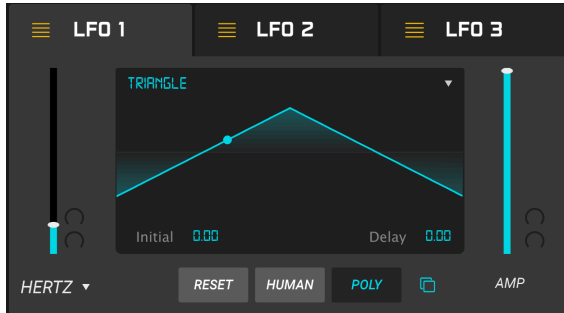 LFO 1
LFO 2
LFO 3
TRIANGLE
Initial 0.00
Delay 0.00
HERTZ
RESET
HUMAN
POLY
AMP